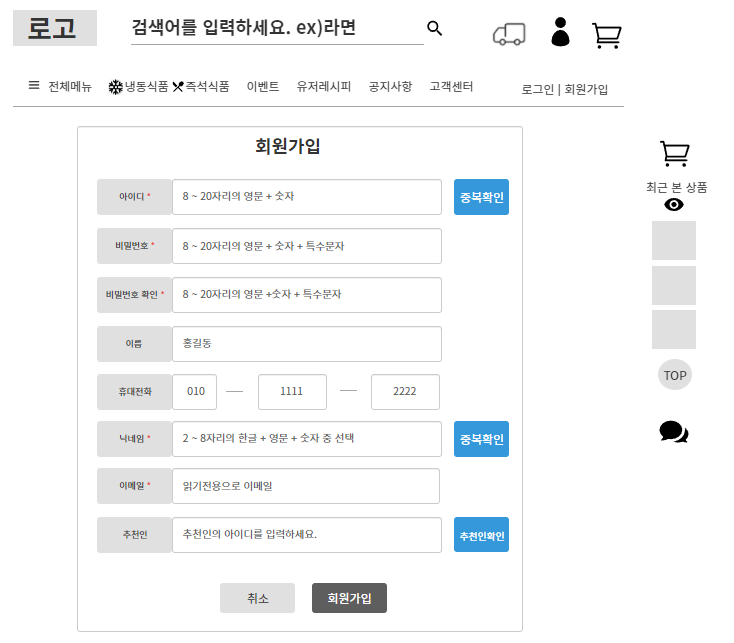 로고
검색어를 입력하세요. ex)라면
전체메뉴 냉동식품 즉석식품 이벤트 유저레시피 공지사항 고객센터
로그인 | 회원가입
최근 본 상품
TOP
회원가입
아이디 * 8 ~ 20자리의 영문 + 숫자 중복확인
비밀번호 * 8 ~ 20자리의 영문 + 숫자 + 특수문자
비밀번호 확인 * 8 ~ 20자리의 영문 +숫자 + 특수문자
이름 홍길동
휴대전화 010 1111 2222
닉네임 * 2 ~ 8자리의 한글 + 영문 + 숫자 중 선택 중복확인
이메일 * 읽기전용으로 이메일
추천인 추천인의 아이디를 입력하세요. 추천인확인
취소 회원가입